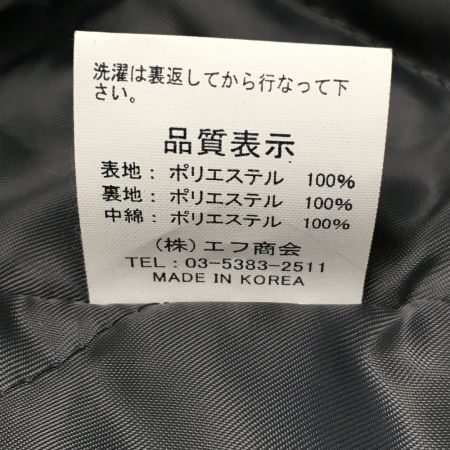 洗濯は裏返してから行なって下
さい。
品質表示
表地： ポリエステル 100%
裏地： ポリエステル 100%
中綿： ポリエステル 100%
(株) エフ商会
TEL : 03-5383-2511
MADE IN KOREA